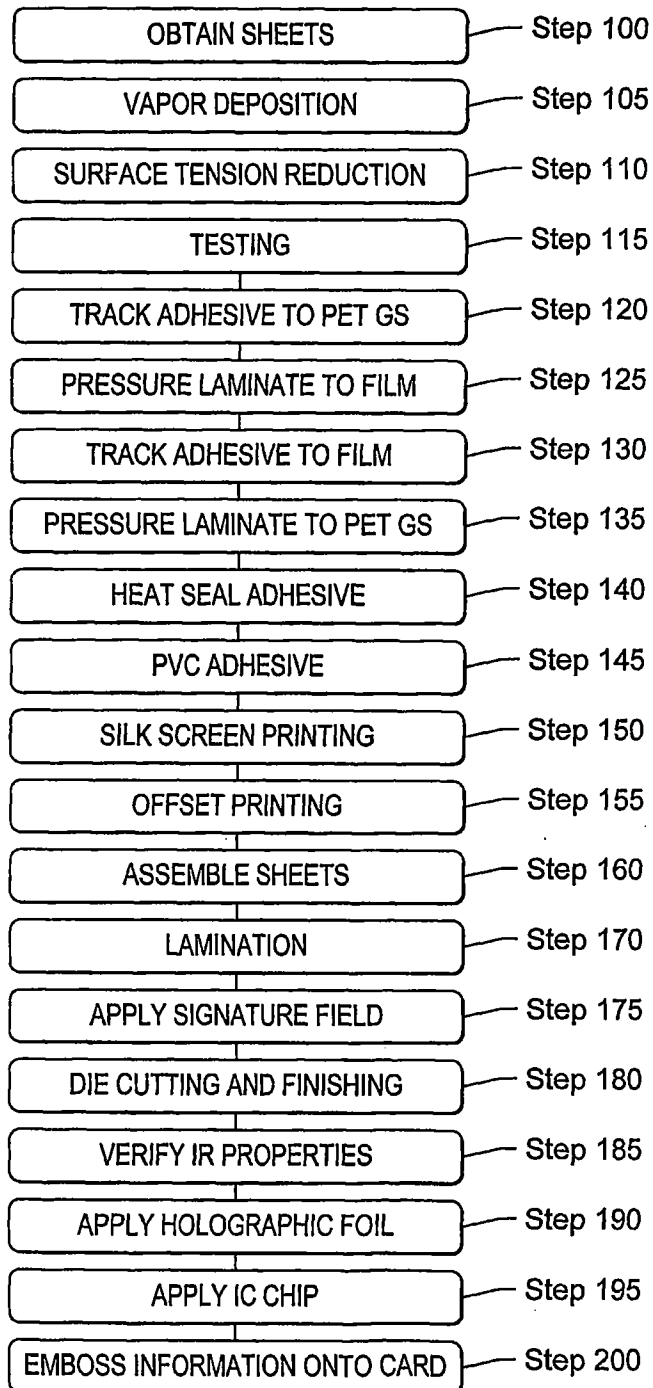 OBTAIN SHEETS Step 100
VAPOR DEPOSITION Step 105
SURFACE TENSION REDUCTION Step 110
TESTING Step 115
TRACK ADHESIVE TO PET GS Step 120
PRESSURE LAMINATE TO FILM Step 125
TRACK ADHESIVE TO FILM Step 130
PRESSURE LAMINATE TO PET GS Step 135
HEAT SEAL ADHESIVE Step 140
PVC ADHESIVE Step 145
SILK SCREEN PRINTING Step 150
OFFSET PRINTING Step 155
ASSEMBLE SHEETS Step 160
LAMINATION Step 170
APPLY SIGNATURE FIELD Step 175
DIE CUTTING AND FINISHING Step 180
VERIFY IR PROPERTIES Step 185
APPLY HOLOGRAPHIC FOIL Step 190
APPLY IC CHIP Step 195
EMBOSS INFORMATION ONTO CARD Step 200